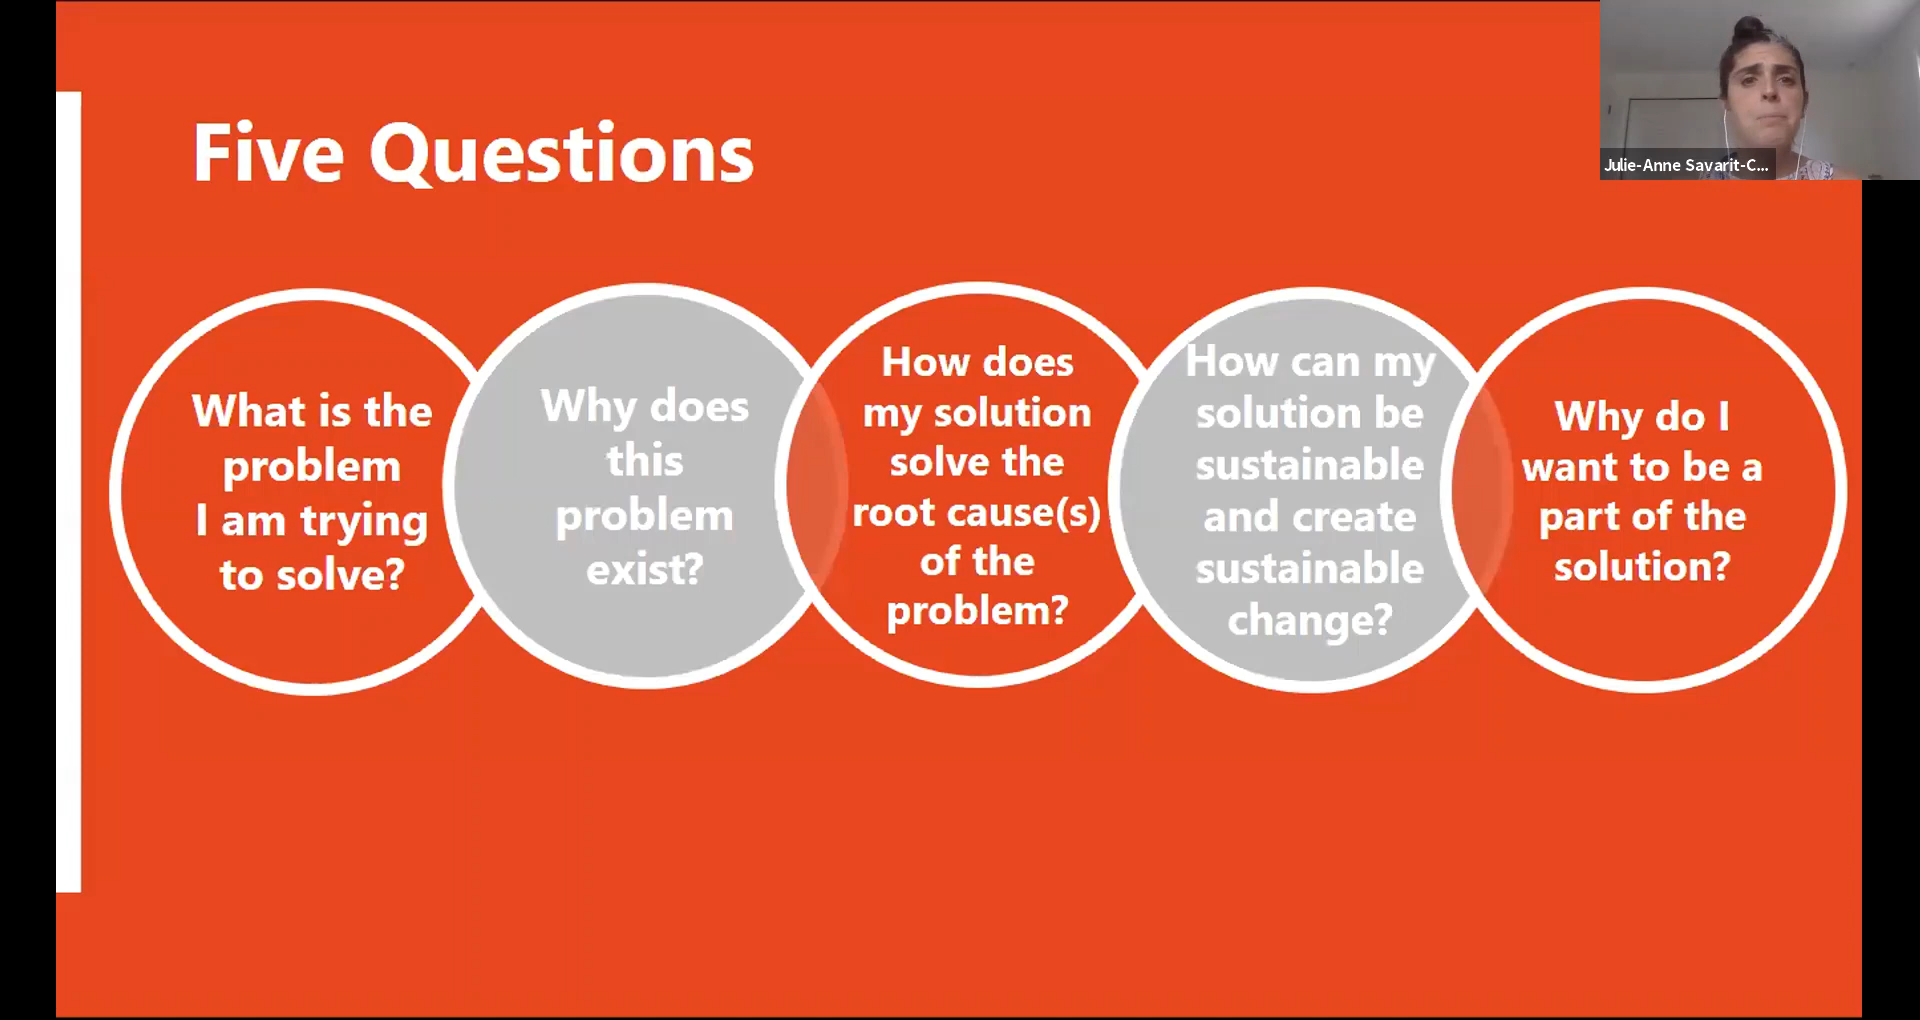 Five Questions
Julie-Anne Savarit-C...
What is the
problem
I am trying
to solve?
Why does
this
problem
exist?
How does
my solution
solve the
root cause(s)
of the
problem?
How can my
solution be
sustainable
and create
sustainable
change?
Why do I
want to be a
part of the
solution?